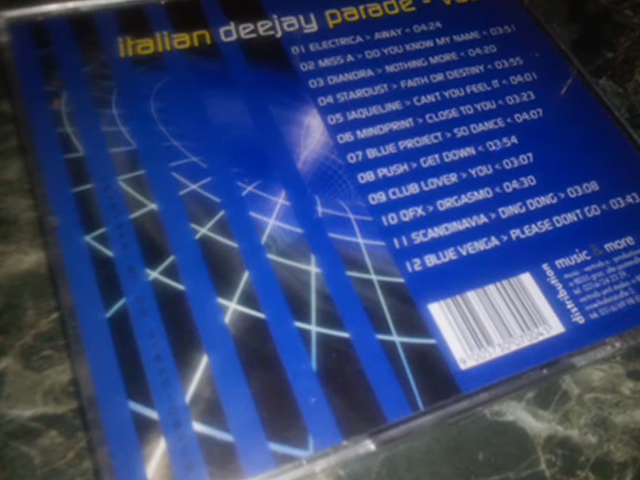 italian deejay parade -
01 ELECTRICA > AWAY < 04:24
02 MISS A > DO YOU KNOW MY NAME < 03:51
03 DIANDRA > NOTHING MORE < 04:20
04 STARDUST > FAITH OR DESTINY < 03:55
05 JAQUELINE > CANT YOU FEEL IT < 04:01
06 MINDPRINT > CLOSE TO YOU < 03:23
07 BLUE PROJECT > SO DANCE < 04:07
08 PUSH > GET DOWN < 03:54
09 CLUB LOVER > YOU < 03:07
10 QFX > ORGASMO < 04:30
11 SCANDINAVIA > DING DONG > 03:08
12 BLUE VENGA > PLEASE DONT GO < 03:43
distribution
music & more